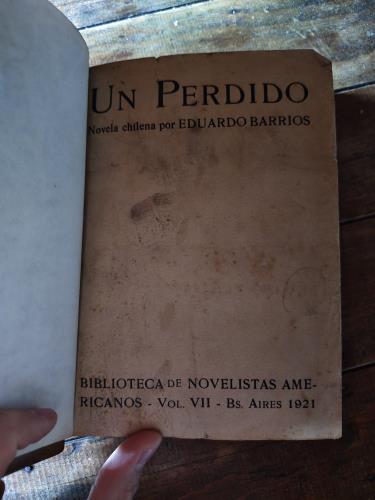 UN PERDIDO
Novela chilena por EDUARDO BARRIOS
BIBLIOTECA DE NOVELISTAS AME-
RICANOS - VOL. VII - BS. AIRES 1921